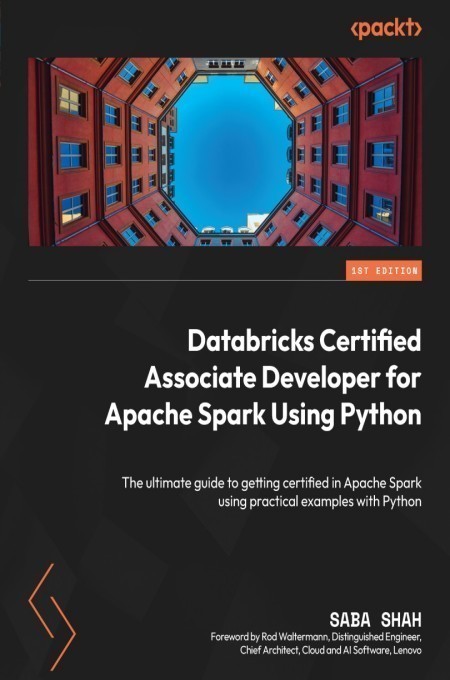 <packt>
1ST EDITION
Databricks Certified
Associate Developer for
Apache Spark Using Python
The ultimate guide to getting certified in Apache Spark
using practical examples with Python
SABA SHAH
Foreword by Rod Waltermann, Distinguished Engineer,
Chief Architect, Cloud and AI Software, Lenovo